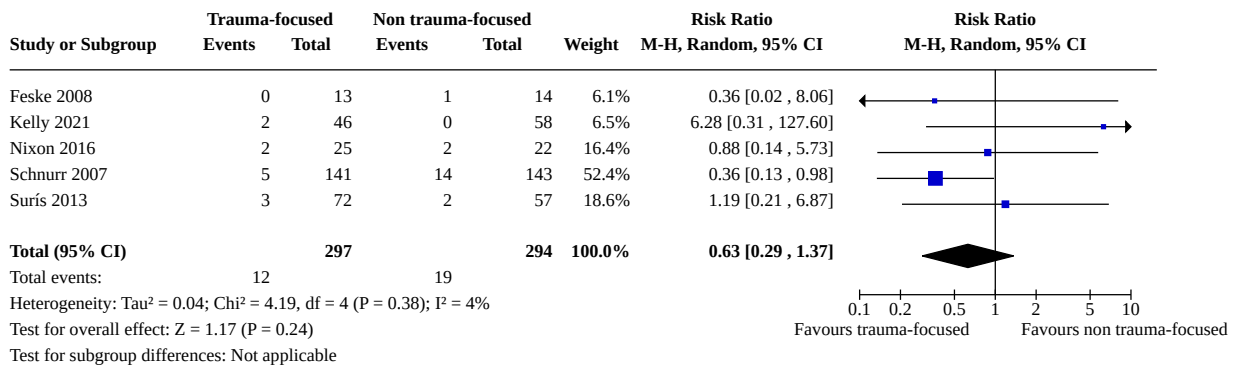 Trauma-focused Non trauma-focused Risk Ratio Risk Ratio
Study or Subgroup Events Total Events Total Weight M-H, Random, 95% CI M-H, Random, 95% CI
Feske 2008 0 13 1 14 6.1% 0.36 [0.02 , 8.06]
Kelly 2021 2 46 0 58 6.5% 6.28 [0.31 , 127.60]
Nixon 2016 2 25 2 22 16.4% 0.88 [0.14 , 5.73]
Schnurr 2007 5 141 14 143 52.4% 0.36 [0.13 , 0.98]
Surís 2013 3 72 2 57 18.6% 1.19 [0.21 , 6.87]
Total (95% CI) 297 294 100.0% 0.63 [0.29 , 1.37]
Total events: 12 19
Heterogeneity: Tau² = 0.04; Chi² = 4.19, df = 4 (P = 0.38); I² = 4%
0.1 0.2 0.5 1 2 5 10
Test for overall effect: Z = 1.17 (P = 0.24) Favours trauma-focused Favours non trauma-focused
Test for subgroup differences: Not applicable